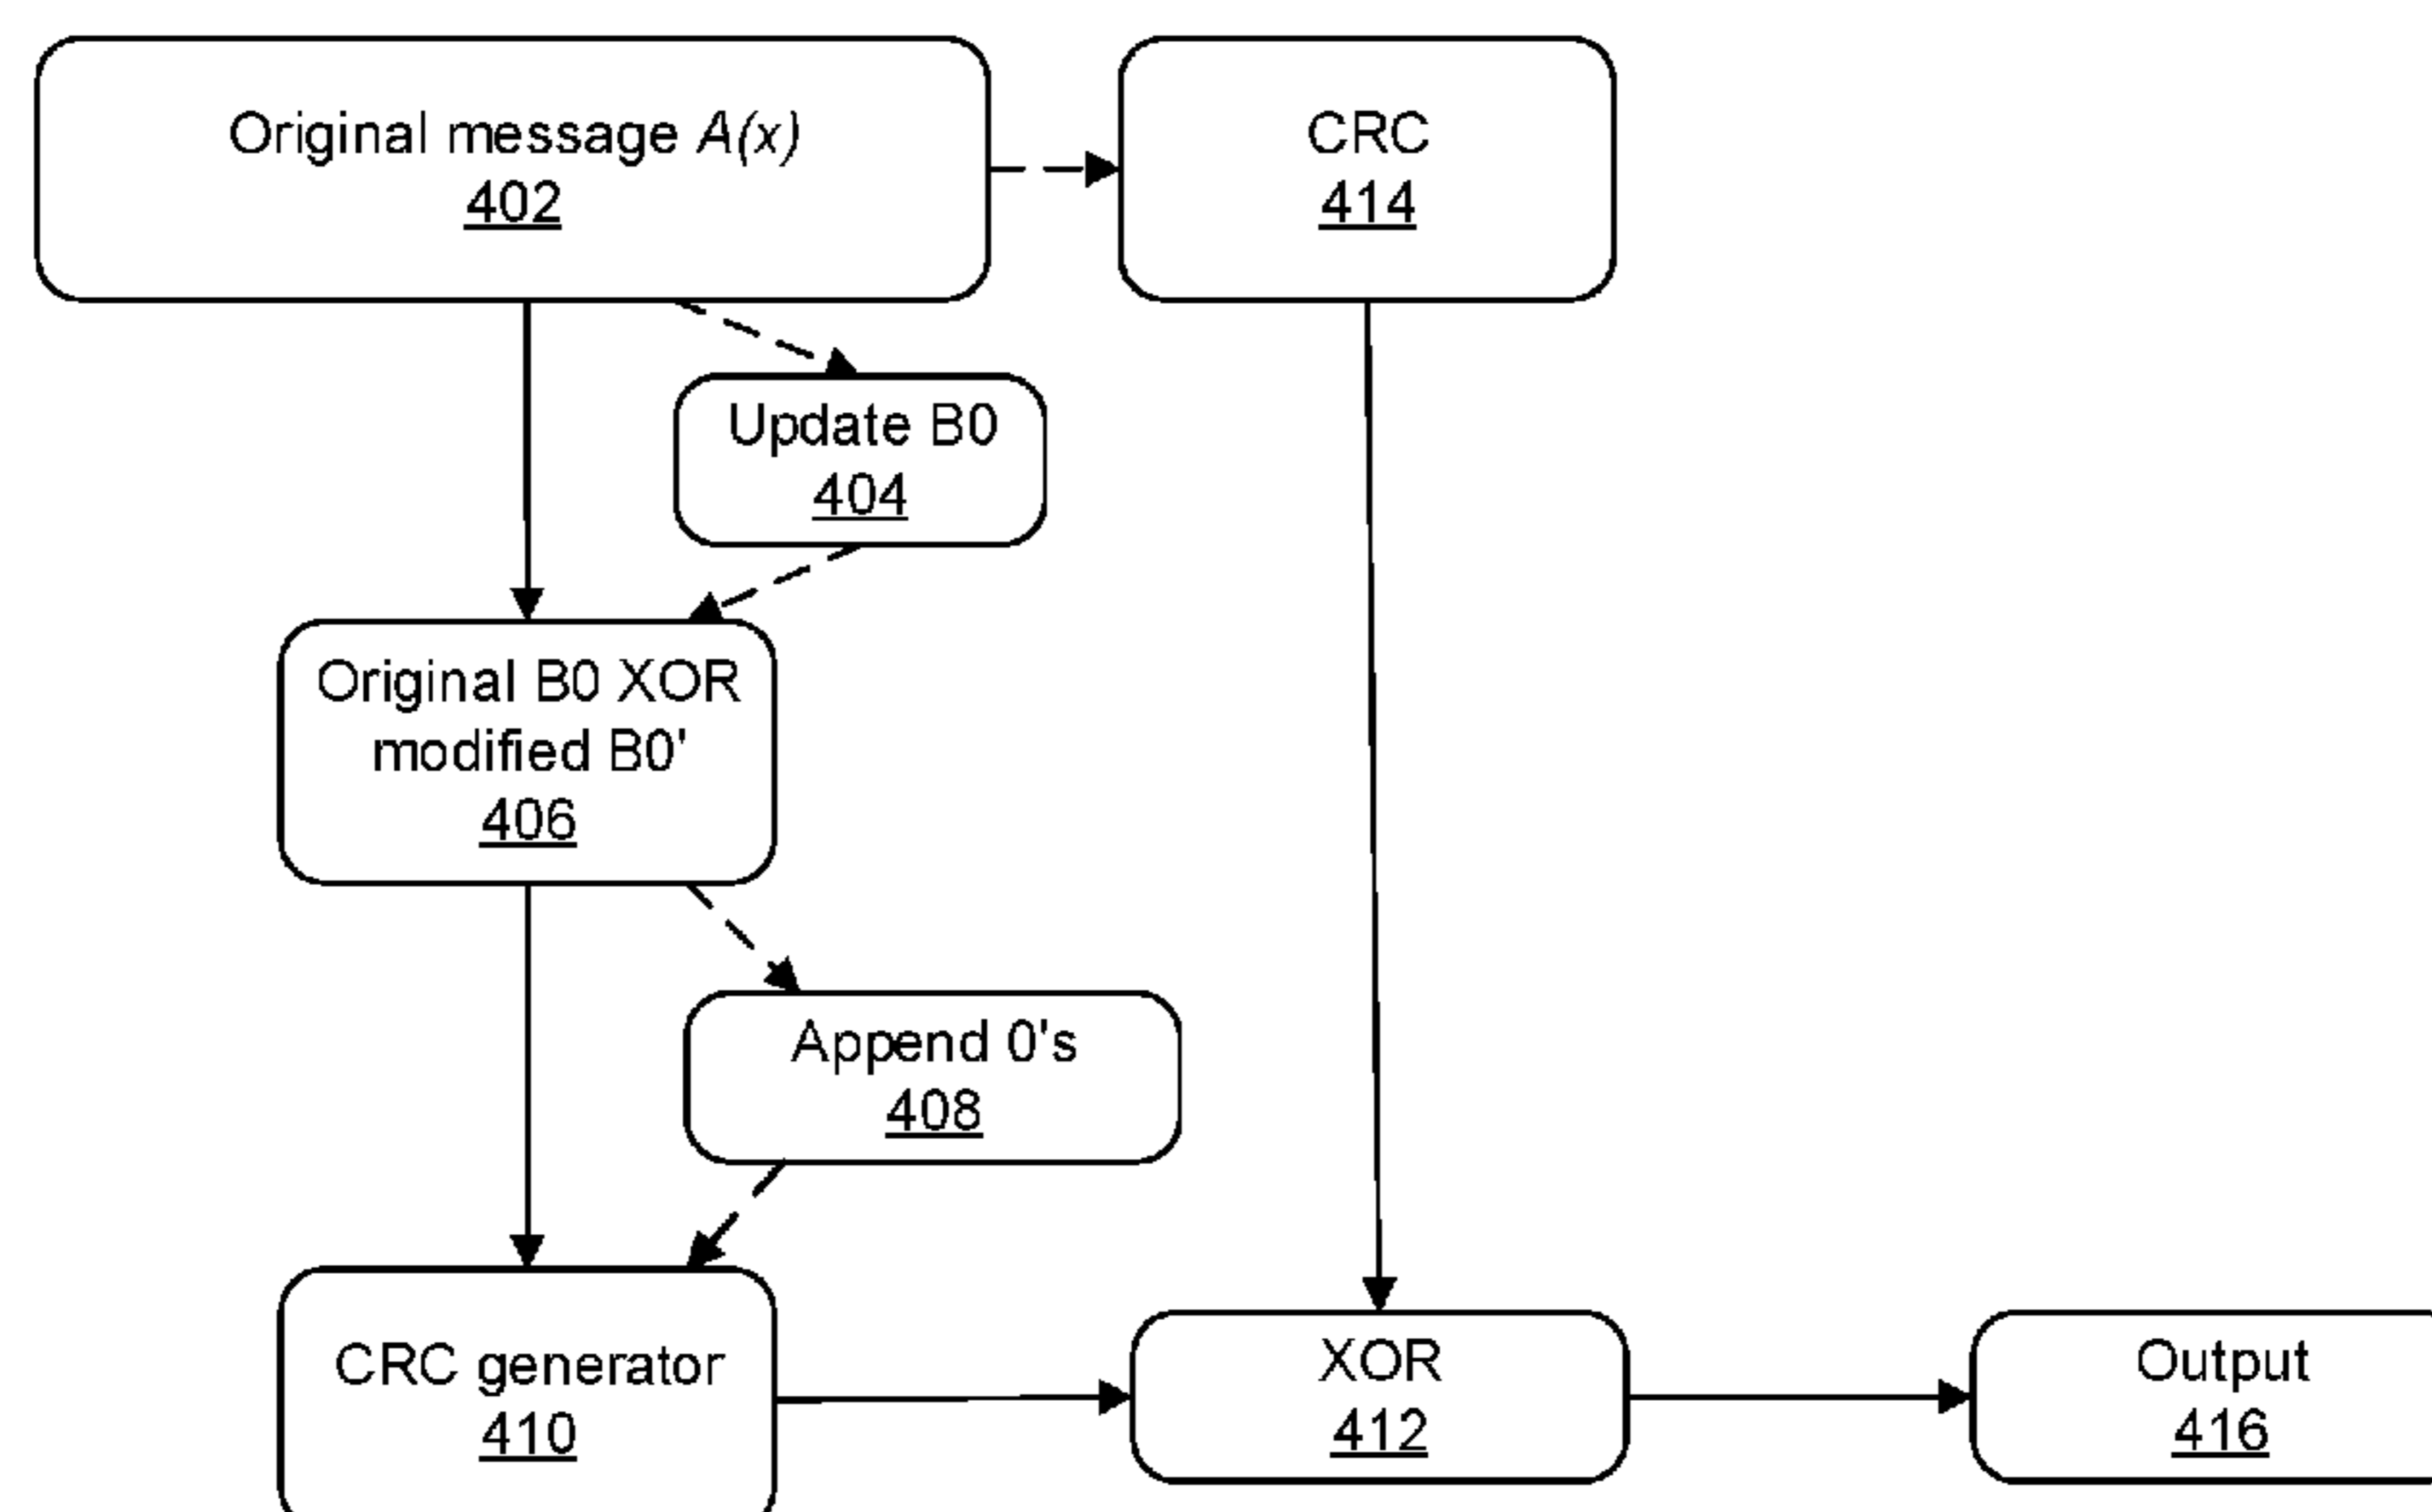 Original message A(x)
402
CRC
414
Update B0
404
Original B0 XOR
modified B0'
406
Append 0's
408
CRC generator
410
XOR
412
Output
416